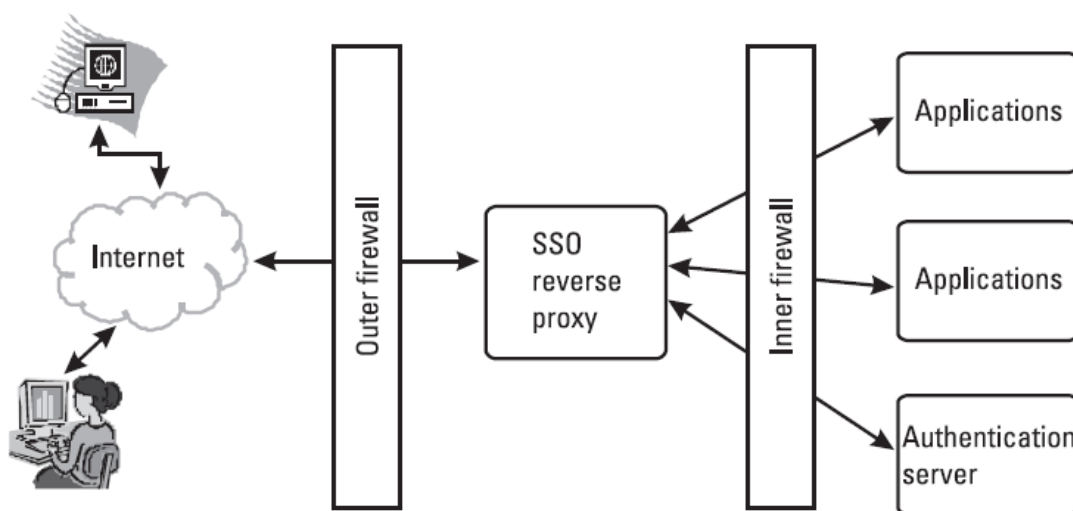 Internet
Outer firewall
SSO
reverse
proxy
Inner firewall
Applications
Applications
Authentication
server